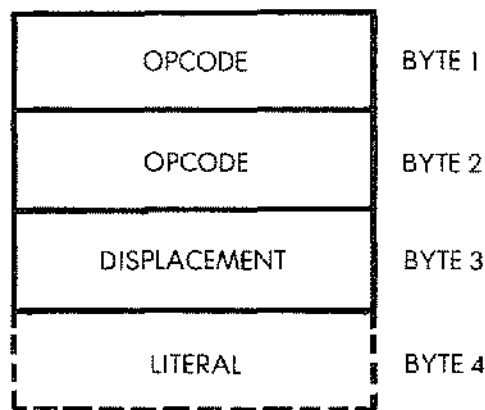 OPCODE BYTE 1
OPCODE BYTE 2
DISPLACEMENT BYTE 3
LITERAL BYTE 4